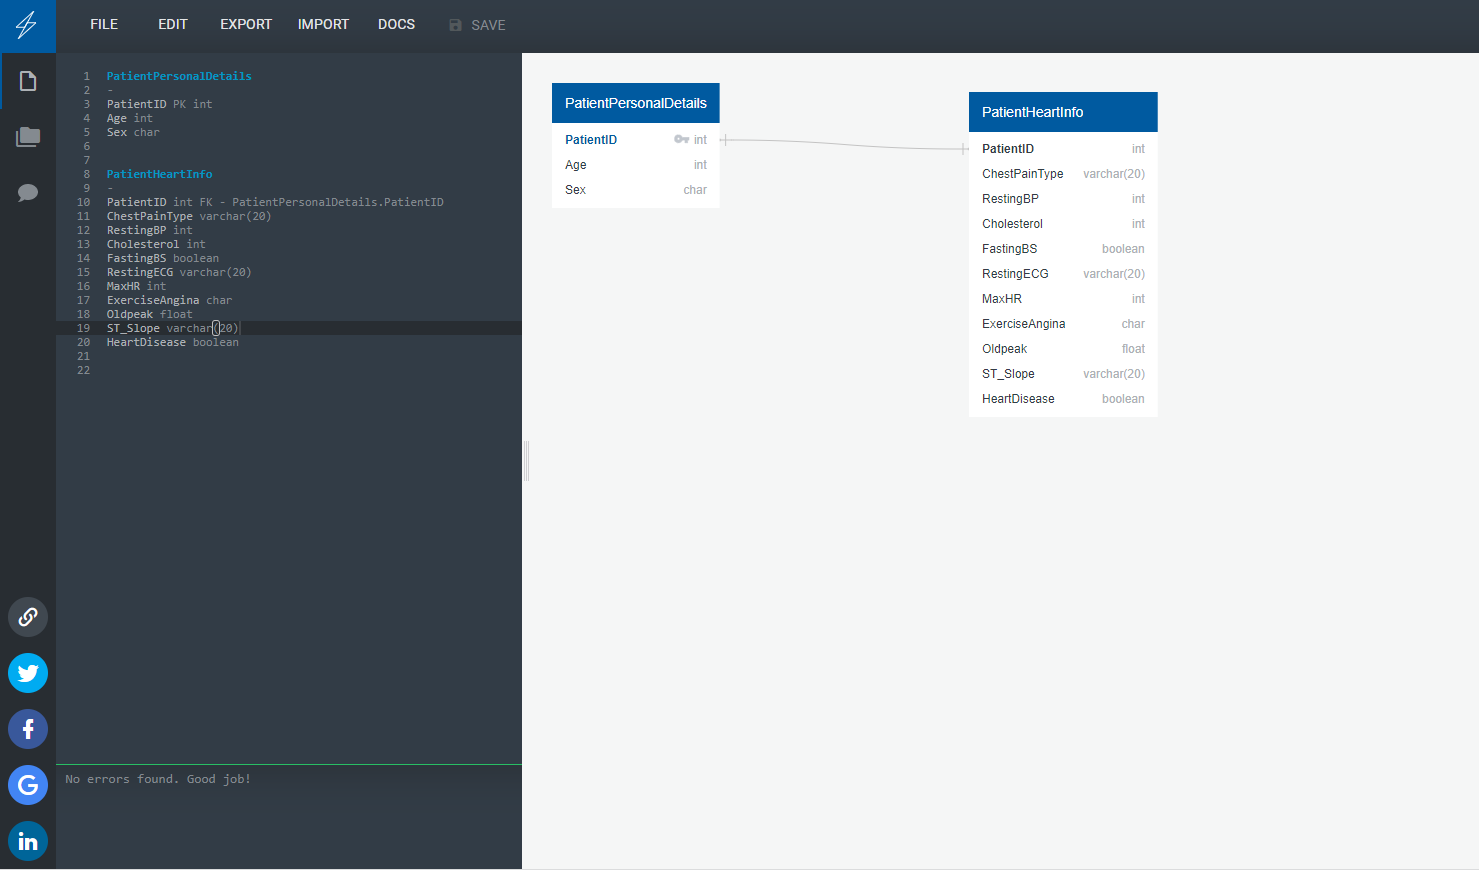 FILE EDIT EXPORT IMPORT DOCS SAVE
1 PatientPersonalDetails
2 -
3 PatientID PK int
4 Age int
5 Sex char
6
7
8 PatientHeartInfo
9 -
10 PatientID int FK - PatientPersonalDetails.PatientID
11 ChestPainType varchar(20)
12 RestingBP int
13 Cholesterol int
14 FastingBS boolean
15 RestingECG varchar(20)
16 MaxHR int
17 ExerciseAngina char
18 Oldpeak float
19 ST_Slope varchar(20)
20 HeartDisease boolean
21
22
No errors found. Good job!
PatientPersonalDetails
PatientID int
Age int
Sex char
PatientHeartInfo
PatientID int
ChestPainType varchar(20)
RestingBP int
Cholesterol int
FastingBS boolean
RestingECG varchar(20)
MaxHR int
ExerciseAngina char
Oldpeak float
ST_Slope varchar(20)
HeartDisease boolean
f
G
in